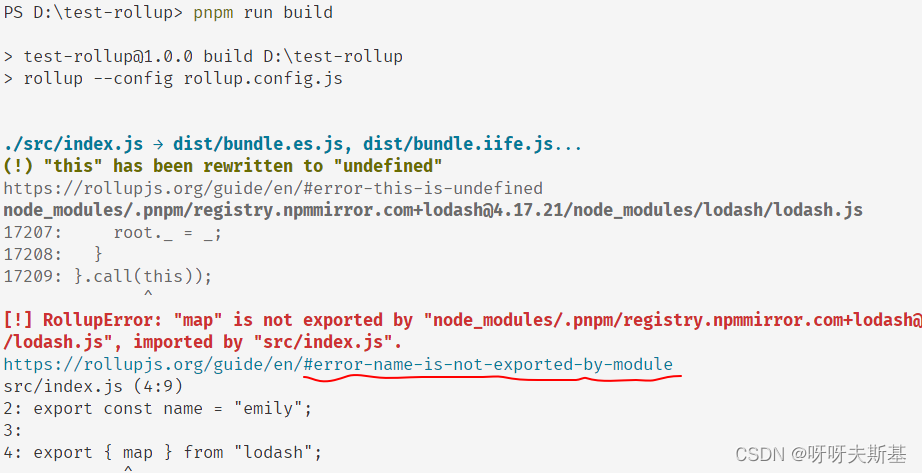 PS D:\test-rollup> pnpm run build
> test-rollup@1.0.0 build D:\test-rollup
> rollup --config rollup.config.js
./src/index.js → dist/bundle.es.js, dist/bundle.iife.js...
(!) "this" has been rewritten to "undefined"
https://rollupjs.org/guide/en/#error-this-is-undefined
node_modules/.pnpm/registry.npmmirror.com+lodash@4.17.21/node_modules/lodash/lodash.js
17207:     root._ = _;
17208:   }
17209: }.call(this));
^
[!] RollupError: "map" is not exported by "node_modules/.pnpm/registry.npmmirror.com+lodash@
/lodash.js", imported by "src/index.js".
https://rollupjs.org/guide/en/#error-name-is-not-exported-by-module
src/index.js (4:9)
2: export const name = "emily";
3:
4: export { map } from "lodash";
^
CSDN @呀呀夫斯基